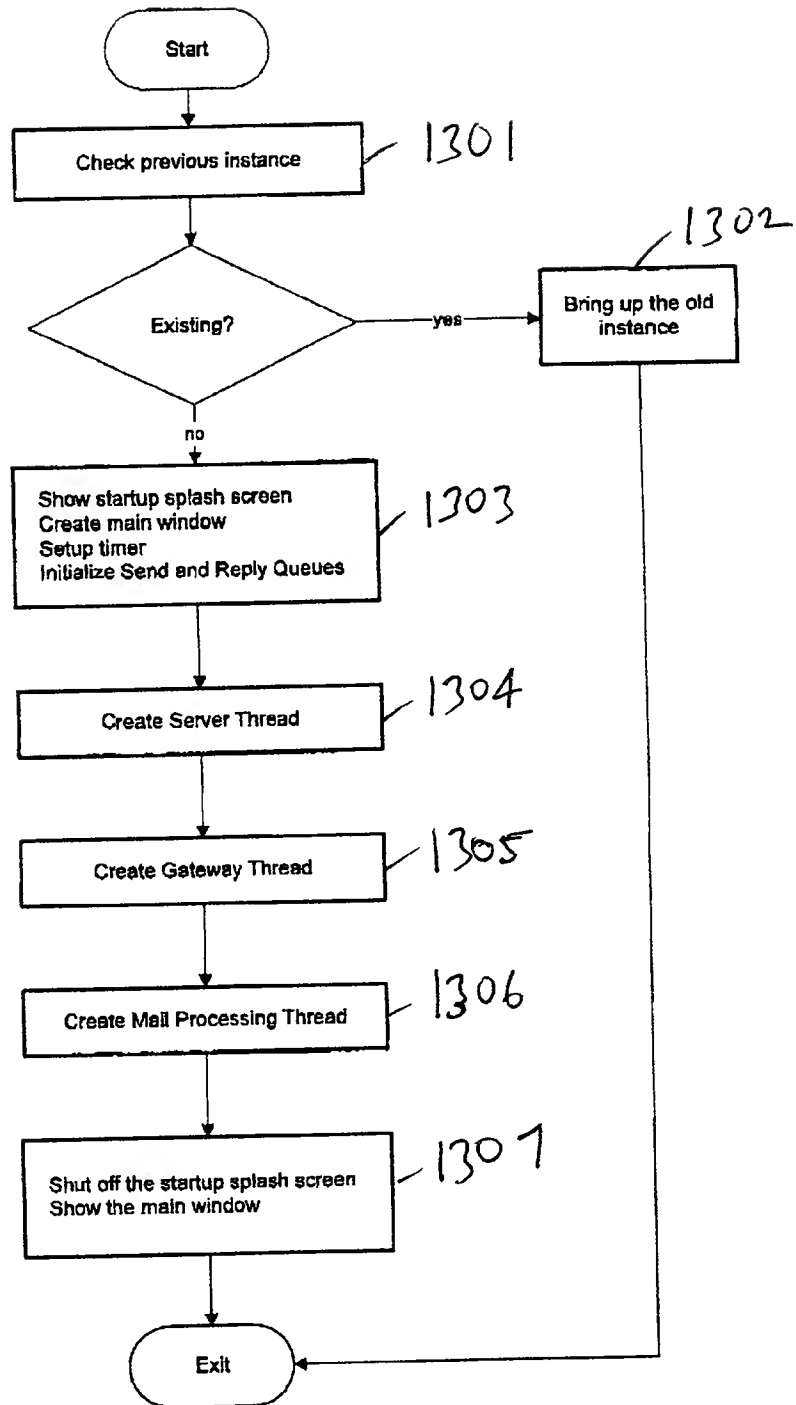 Start
Check previous instance
1301
1302
Existing?
yes
Bring up the old
instance
no
Show startup splash screen
Create main window
Setup timer
Initialize Send and Reply Queues
1303
Create Server Thread
1304
Create Gateway Thread
1305
Create Mail Processing Thread
1306
Shut off the startup splash screen
Show the main window
1307
Exit